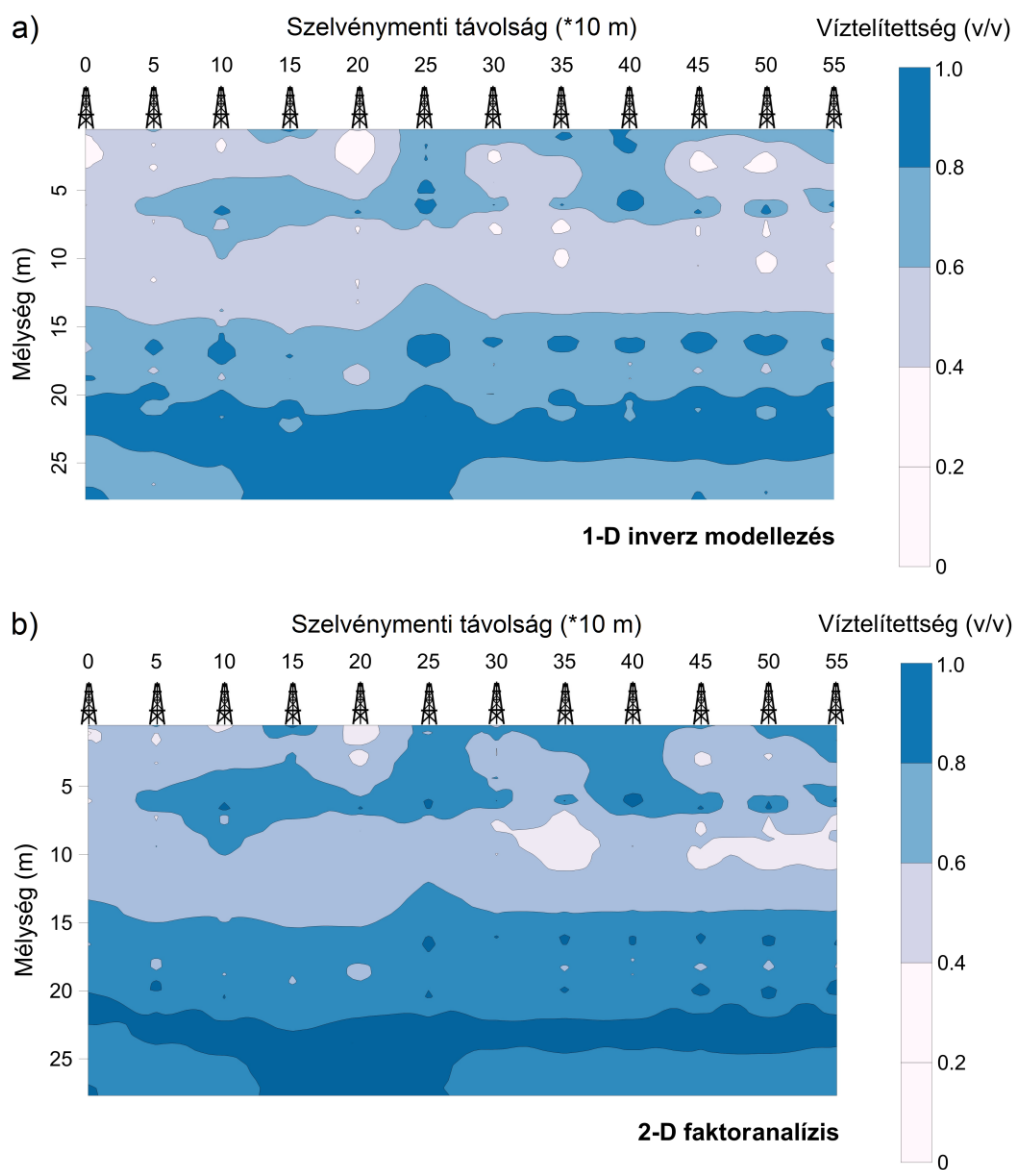 a)
Szelvénymenti távolság (*10 m)
Víztelítettség (v/v)
0 5 10 15 20 25 30 35 40 45 50 55
1.0
0.8
0.6
0.4
0.2
0
Mélység (m)
5
10
15
20
25
1-D inverz modellezés
b)
Szelvénymenti távolság (*10 m)
Víztelítettség (v/v)
0 5 10 15 20 25 30 35 40 45 50 55
1.0
0.8
0.6
0.4
0.2
0
Mélység (m)
5
10
15
20
25
2-D faktoranalízis